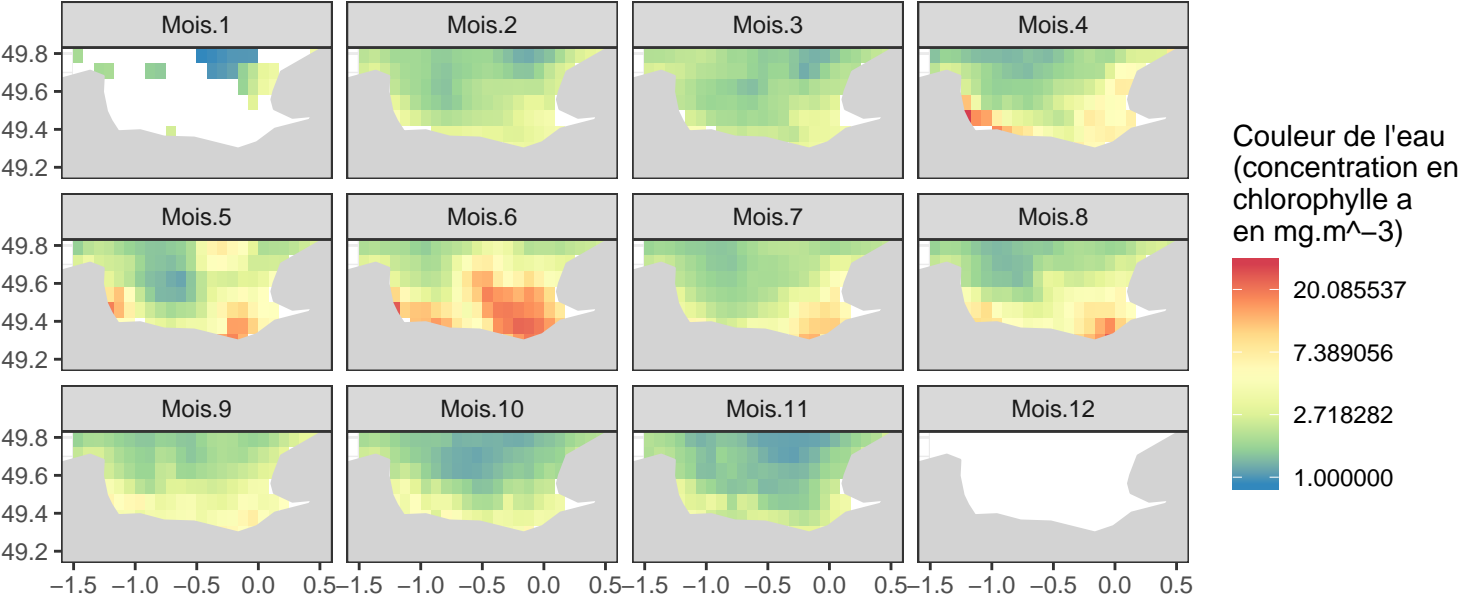 Mois.1 Mois.2 Mois.3 Mois.4
49.8
49.6
49.4
49.2
Mois.5 Mois.6 Mois.7 Mois.8
49.8
49.6
49.4
49.2
Mois.9 Mois.10 Mois.11 Mois.12
49.8
49.6
49.4
49.2
−1.5 −1.0 −0.5 0.0 0.5 −1.5 −1.0 −0.5 0.0 0.5 −1.5 −1.0 −0.5 0.0 0.5 −1.5 −1.0 −0.5 0.0 0.5
Couleur de l'eau
(concentration en
chlorophylle a
en mg.m^−3)
20.085537
7.389056
2.718282
1.000000